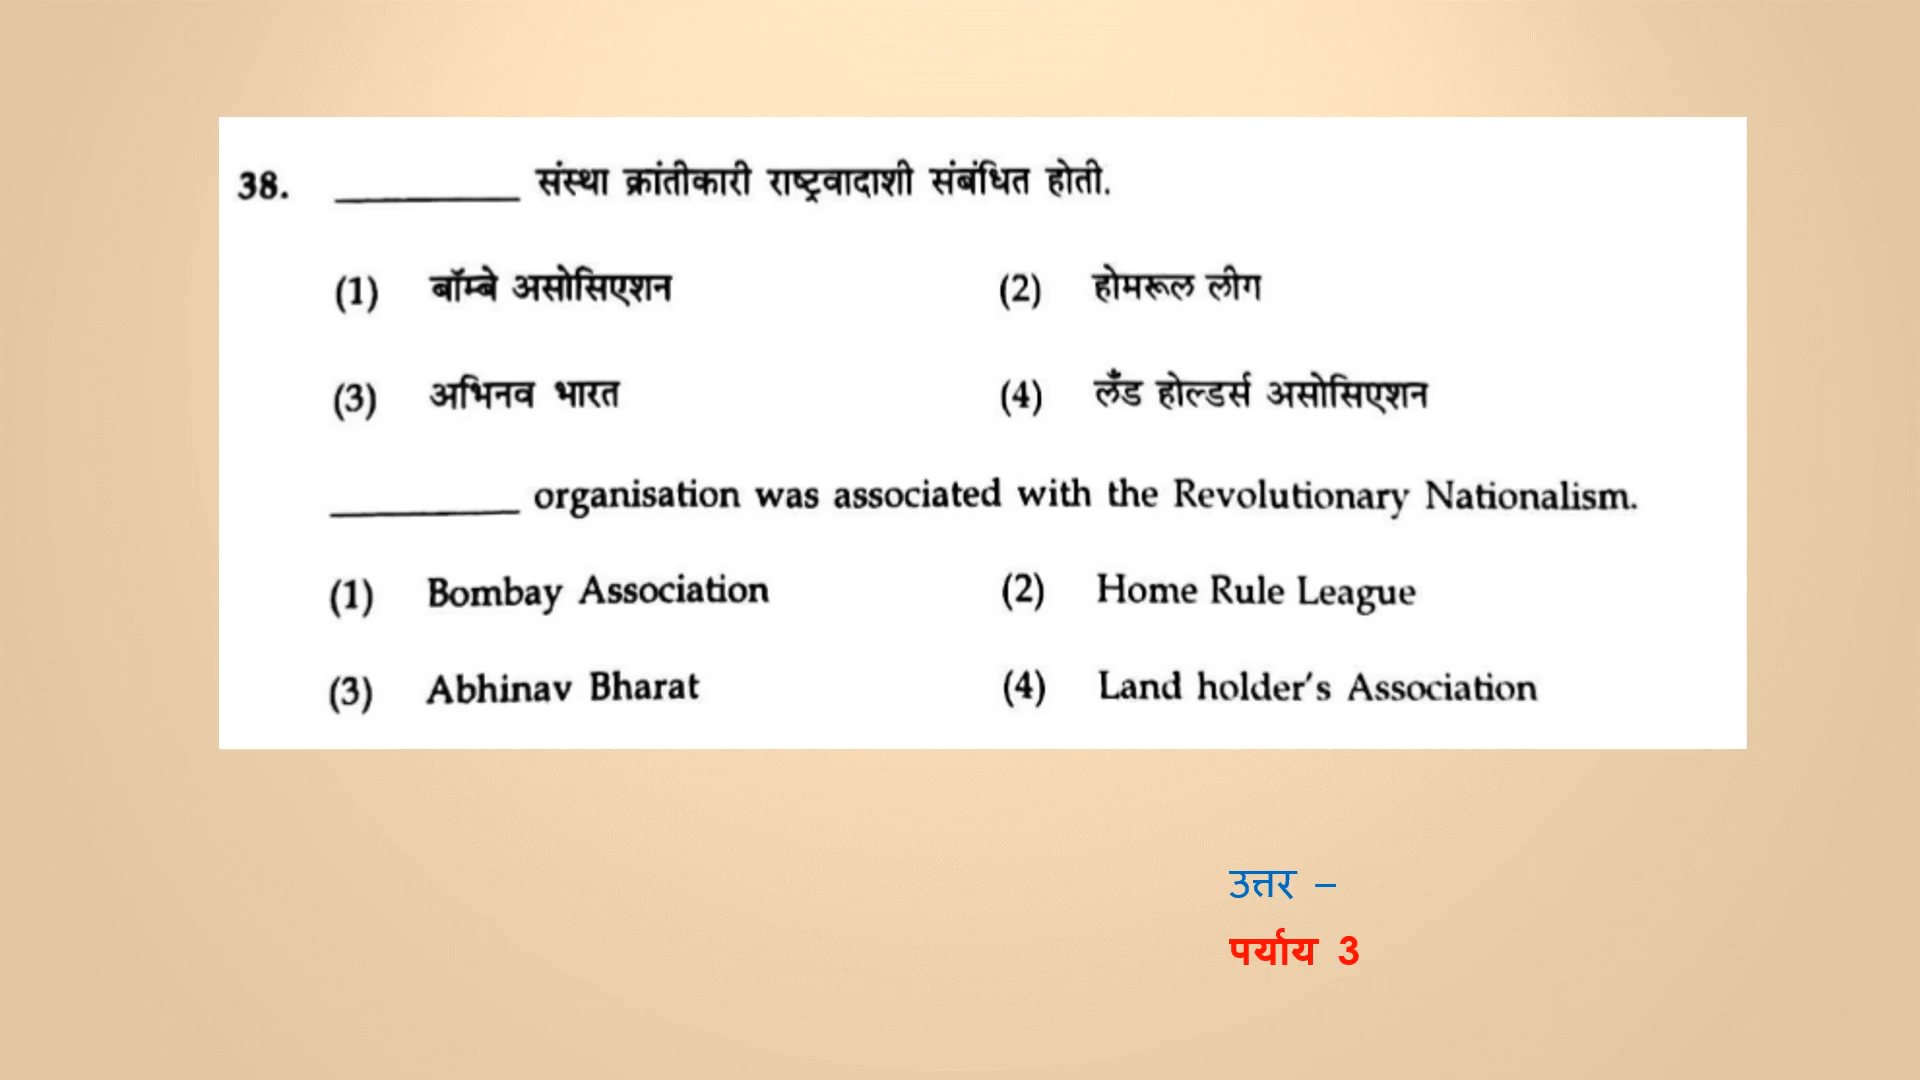 38. _________ संस्था क्रांतीकारी राष्ट्रवादाशी संबंधित होती.
(1) बॉम्बे असोसिएशन (2) होमरूल लीग
(3) अभिनव भारत (4) लँड होल्डर्स असोसिएशन
_________ organisation was associated with the Revolutionary Nationalism.
(1) Bombay Association (2) Home Rule League
(3) Abhinav Bharat (4) Land holder's Association
उत्तर –
पर्याय 3